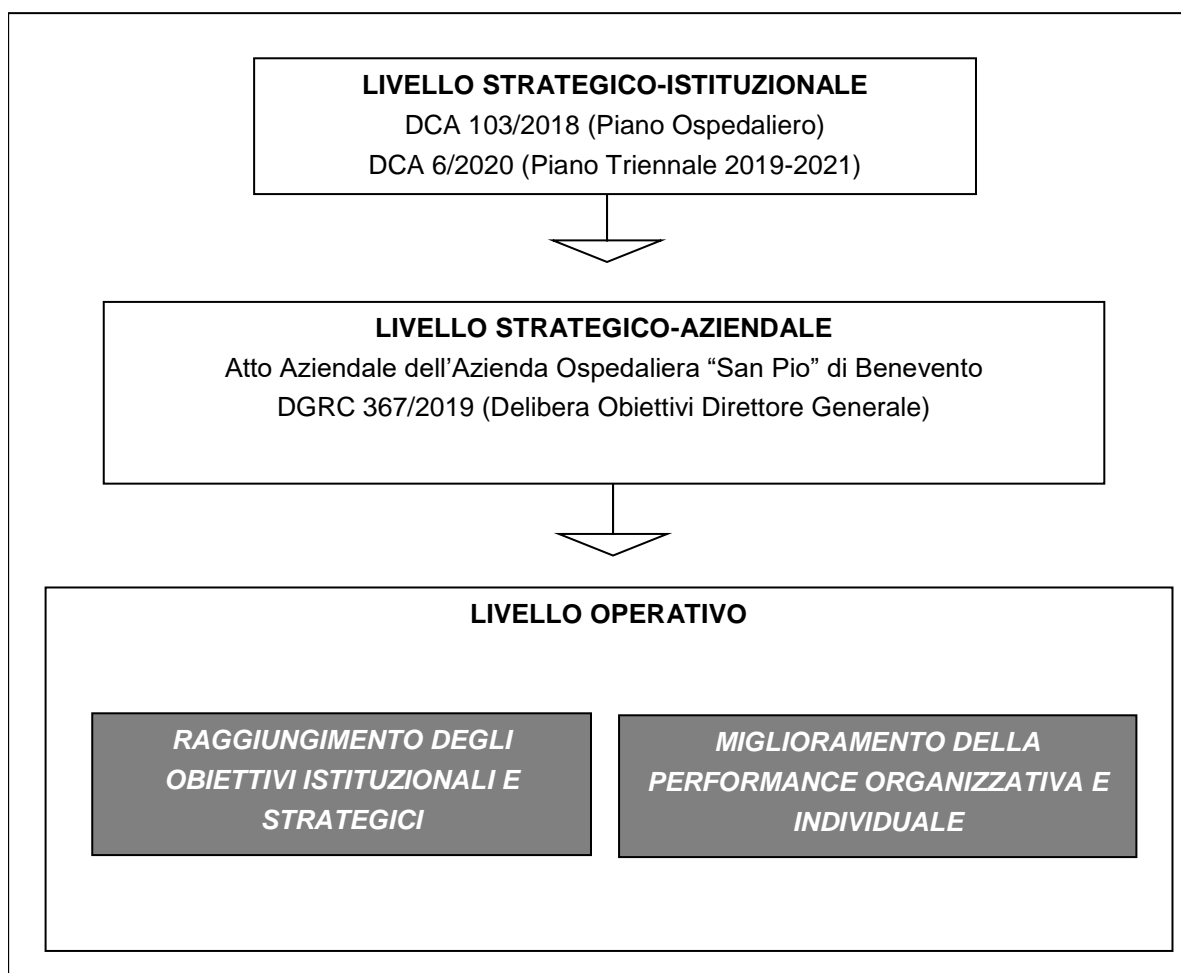 LIVELLO STRATEGICO-ISTITUZIONALE
DCA 103/2018 (Piano Ospedaliero)
DCA 6/2020 (Piano Triennale 2019-2021)
LIVELLO STRATEGICO-AZIENDALE
Atto Aziendale dell’Azienda Ospedaliera “San Pio” di Benevento
DGRC 367/2019 (Delibera Obiettivi Direttore Generale)
LIVELLO OPERATIVO
RAGGIUNGIMENTO DEGLI
OBIETTIVI ISTITUZIONALI E
STRATEGICI
MIGLIORAMENTO DELLA
PERFORMANCE ORGANIZZATIVA E
INDIVIDUALE